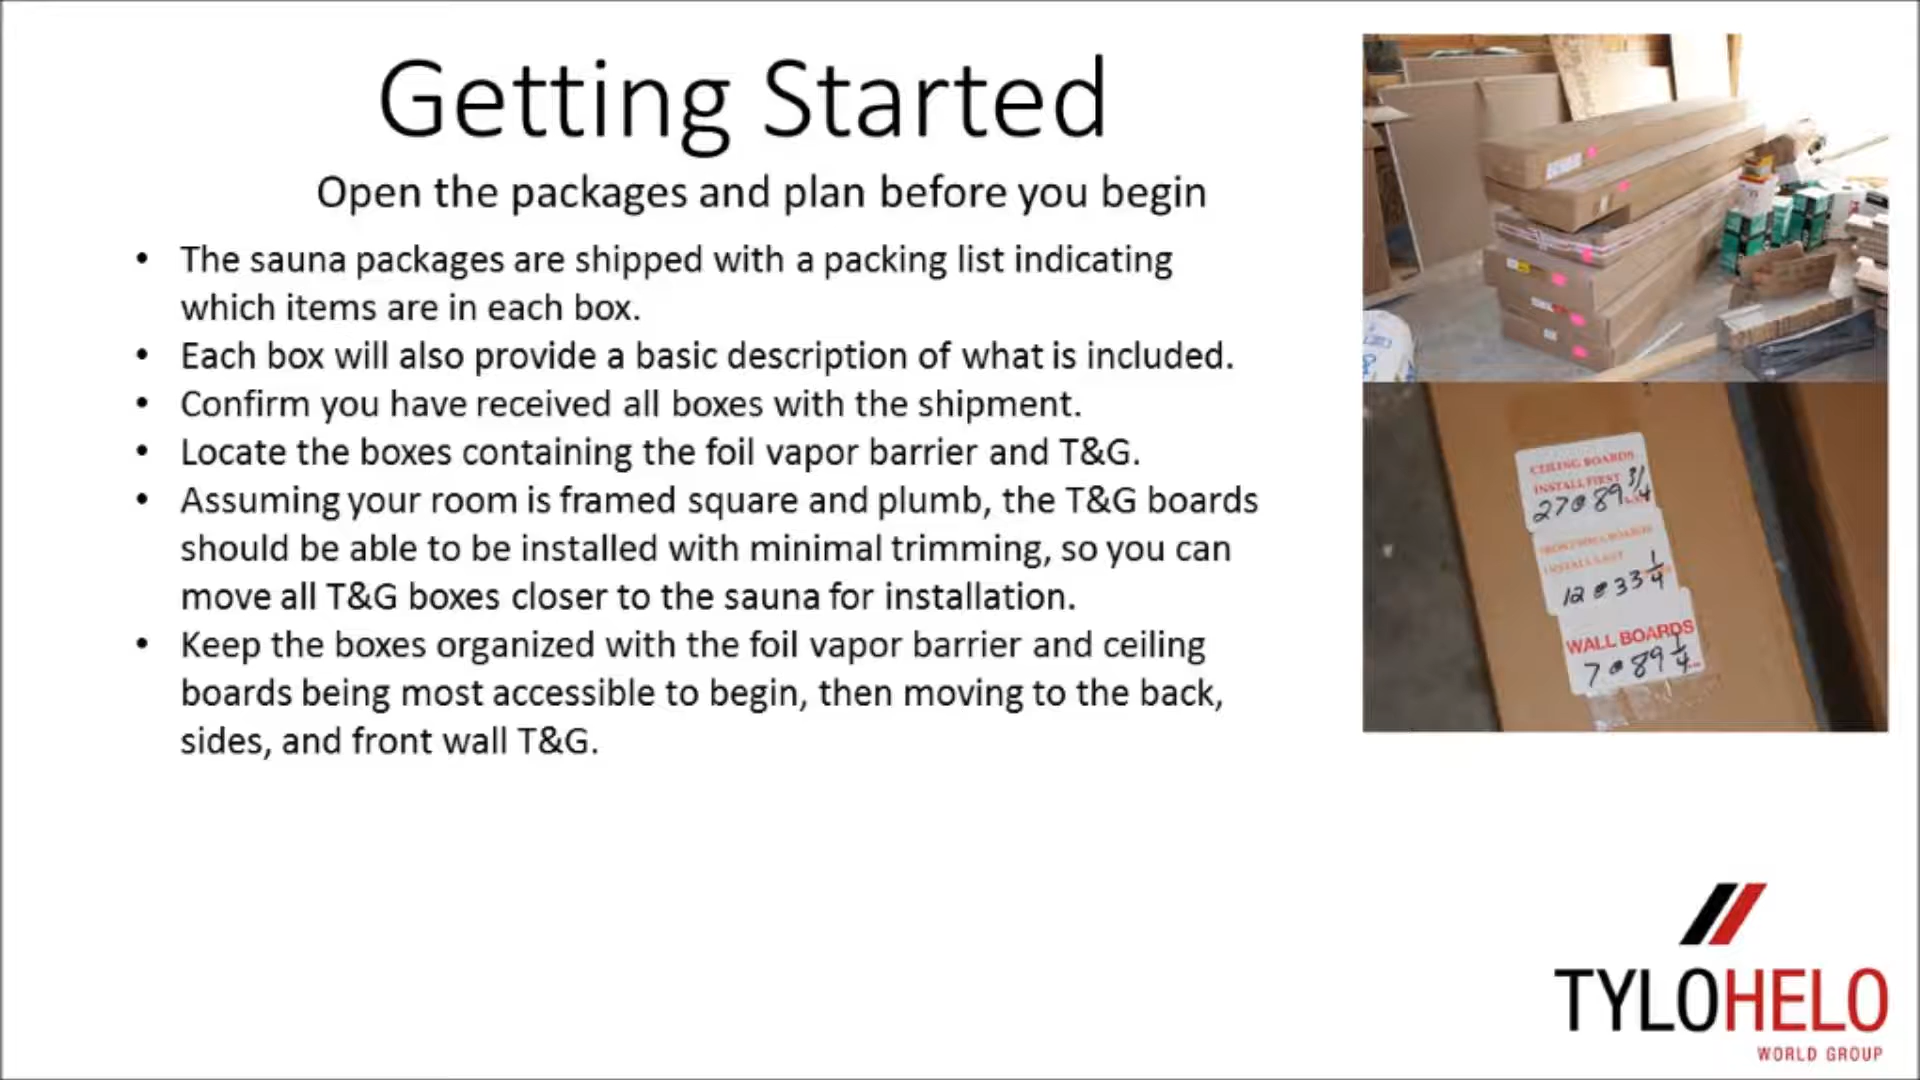 Getting Started
Open the packages and plan before you begin
• The sauna packages are shipped with a packing list indicating
which items are in each box.
• Each box will also provide a basic description of what is included.
• Confirm you have received all boxes with the shipment.
• Locate the boxes containing the foil vapor barrier and T&G.
• Assuming your room is framed square and plumb, the T&G boards
should be able to be installed with minimal trimming, so you can
move all T&G boxes closer to the sauna for installation.
• Keep the boxes organized with the foil vapor barrier and ceiling
boards being most accessible to begin, then moving to the back,
sides, and front wall T&G.
CEILING BOARDS
INSTALL FIRST
27@89 3/4
INSTALL LAST
12@33 1/4
WALL BOARDS
7@89 1/4
TYLOHELO
WORLD GROUP